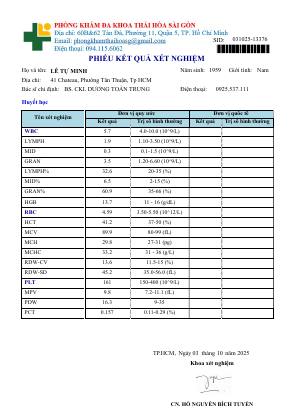 PHÒNG KHÁM ĐA KHOA THÁI HÒA SÀI GÒN
Địa chỉ: 60B&62 Tản Đà, Phường 11, Quận 5, TP. Hồ Chí Minh
Email: phongkhamthaihoasg@gmail.com SID: 031025-13376
Điện thoại: 094.115.6062
PHIẾU KẾT QUẢ XÉT NGHIỆM
Họ và tên: LÊ TỰ MINH Năm sinh: 1959 Giới tính: Nam
Địa chỉ: 41 Chateau, Phường Tân Thuận, Tp HCM
Bác sĩ chỉ định: BS. CKI. DƯƠNG TOÀN TRUNG Điện thoại: 0925.537.111
Huyết học
Tên xét nghiệm Đơn vị quy ước Đơn vị quốc tế
Kết quả Trị số bình thường Kết quả Trị số bình thường
WBC 5.7 4.0-10.0 (10^9/L)
LYMPH 1.9 1.10-3.50 (10^9/L)
MID 0.3 0.1-1.5 (10^9/L)
GRAN 3.5 1.20-6.60 (10^9/L)
LYMPH% 32.6 20-35 (%)
MID% 6.5 2-15 (%)
GRAN% 60.9 35-66 (%)
HGB 13.7 11 - 16 (g/dL)
RBC 4.59 3.50-5.50 (10^12/L)
HCT 41.2 37-50 (%)
MCV 89.9 80-99 (fL)
MCH 29.8 27-31 (pg)
MCHC 33.2 31 - 36 (g/L)
RDW-CV 13.6 11.5-15 (%)
RDW-SD 45.2 35.0-56.0 (fL)
PLT 161 150-400 (10^9/L)
MPV 9.8 7.2-11.1 (fL)
PDW 16.3 9-35
PCT 0.157 0.11-0.29 (%)
TP.HCM, Ngày 03 tháng 10 năm 2025
Khoa xét nghiệm
CN. HỒ NGUYỄN BÍCH TUYỀN